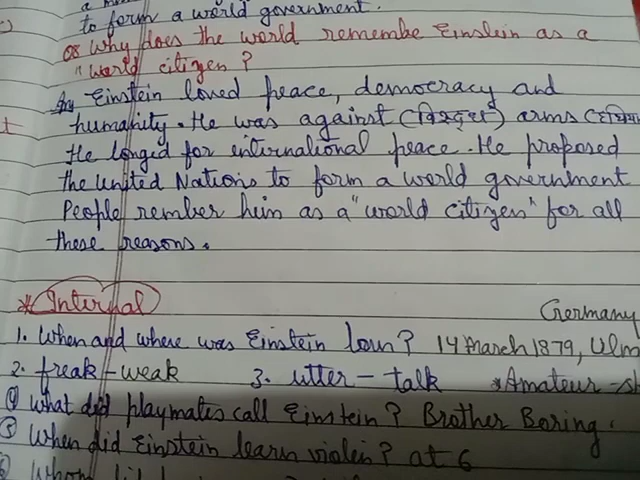 to form a world government.
or Why does the world remembe Einstein as a
"world citizen?
Einstein loved peace, democracy and
humanity. He was against (विरुद्ध) arms
He longed for international peace. He proposed
the United Nations to form a world government
People rember him as a "world citizen" for all
these reasons.
* Internal
Germany
1. When and where was Einstein born? 14 March 1879, Ulm
2. freak - weak 3. utter - talk *Amateur -
④ What did playmates call Einstein? Brother Boring.
⑤ When did Einstein learn violin? at 6